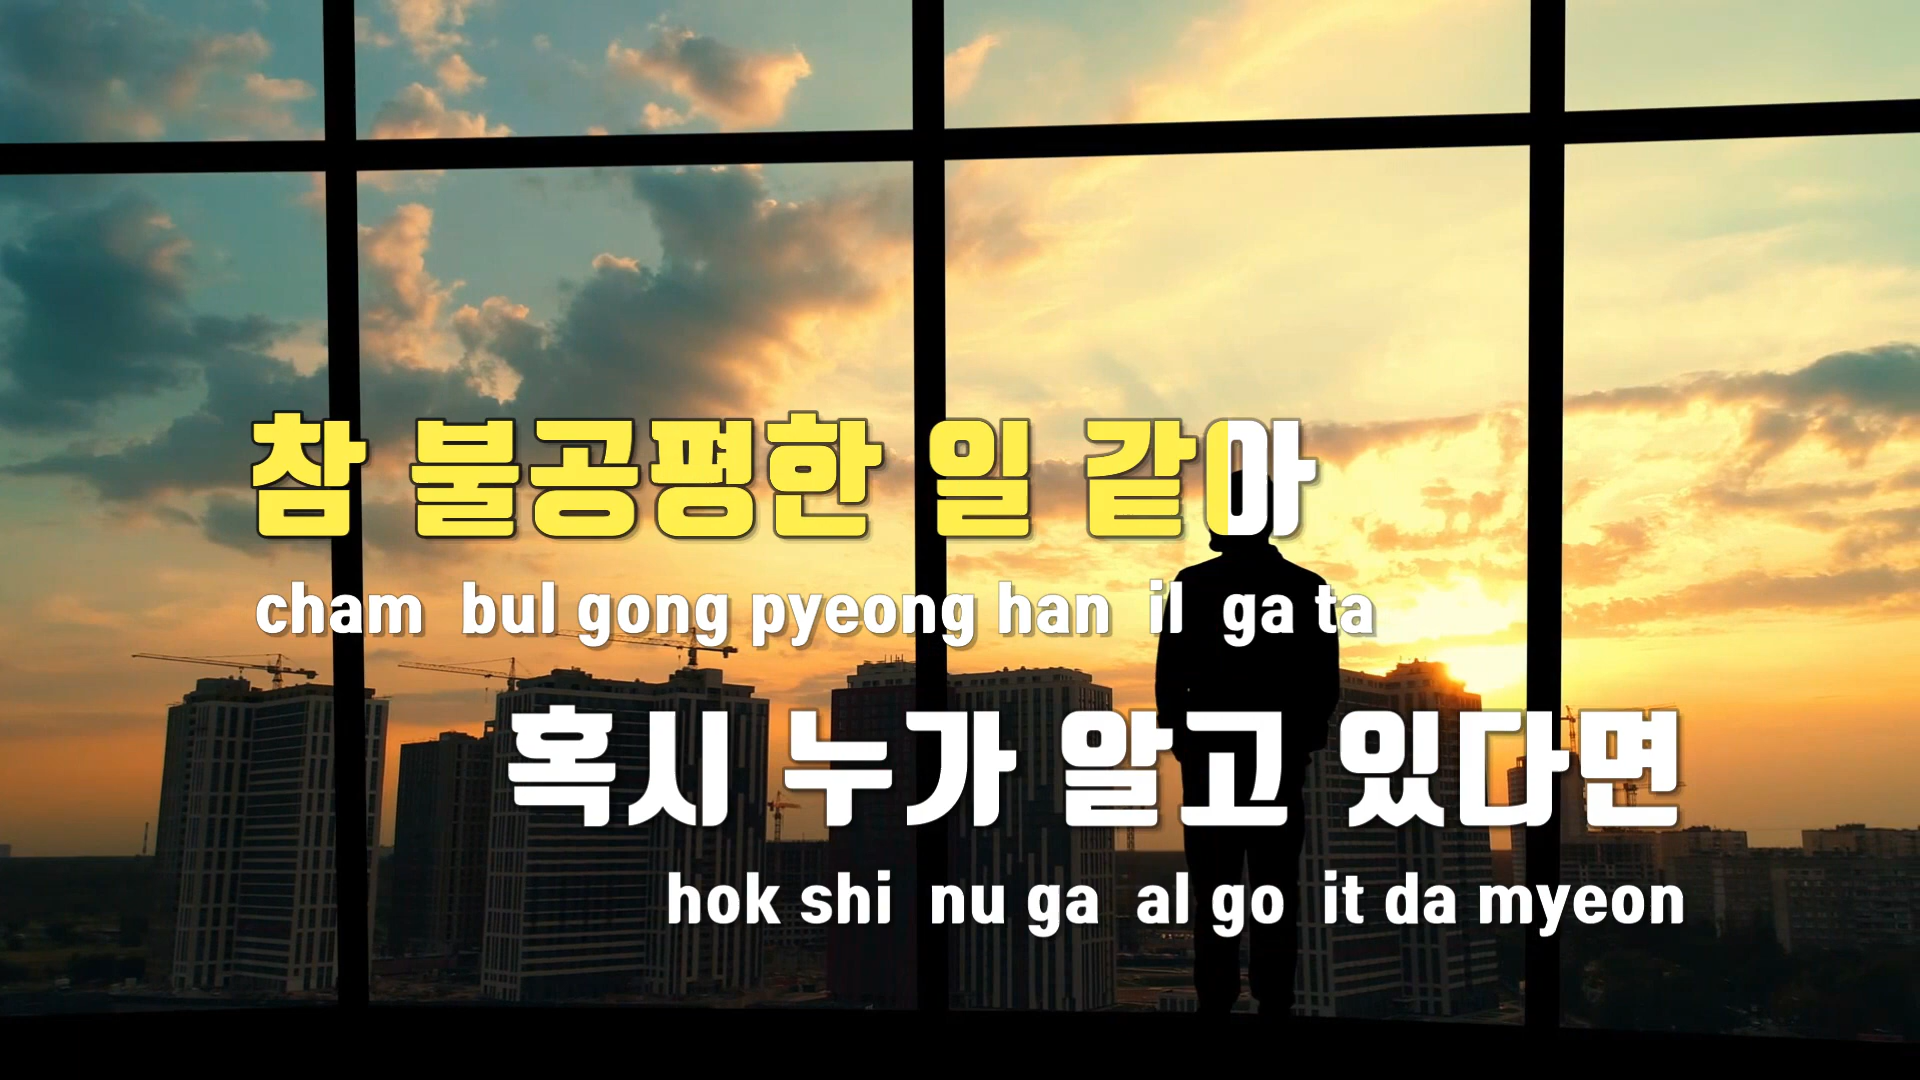 참 불공평한 일 같아
cham bul gong pyeong han il ga ta
혹시 누가 알고 있다면
hok shi nu ga al go it da myeon